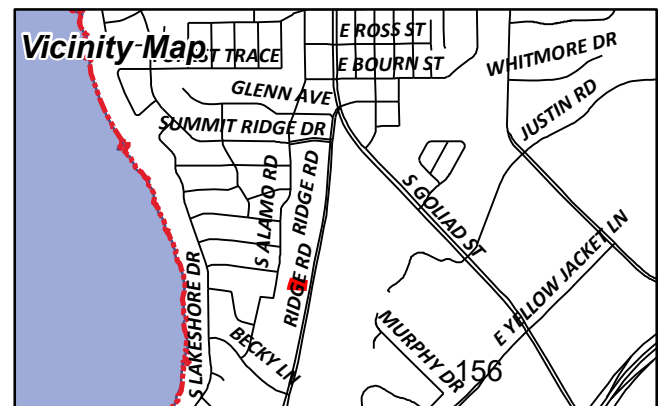 Vicinity Map
TRACE
E ROSS ST
E BOURN ST
WHITMORE DR
GLENN AVE
SUMMIT RIDGE DR
JUSTIN RD
S ALAMO RD
RIDGE RD
RIDGE RD
S GOLIAD ST
S LAKESHORE DR
E YELLOW JACKET LN
BECKY LN
MURPHY DR
156